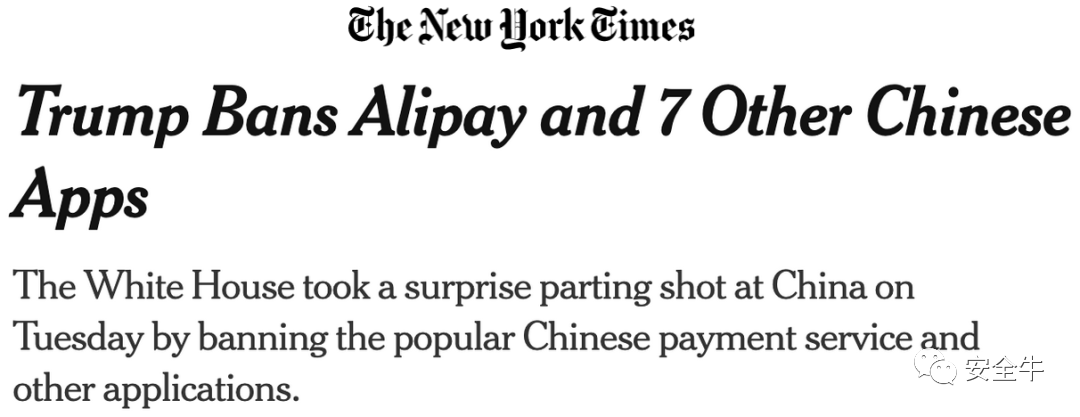 The New York Times
Trump Bans Alipay and 7 Other Chinese
Apps
The White House took a surprise parting shot at China on
Tuesday by banning the popular Chinese payment service and
other applications.
安全牛